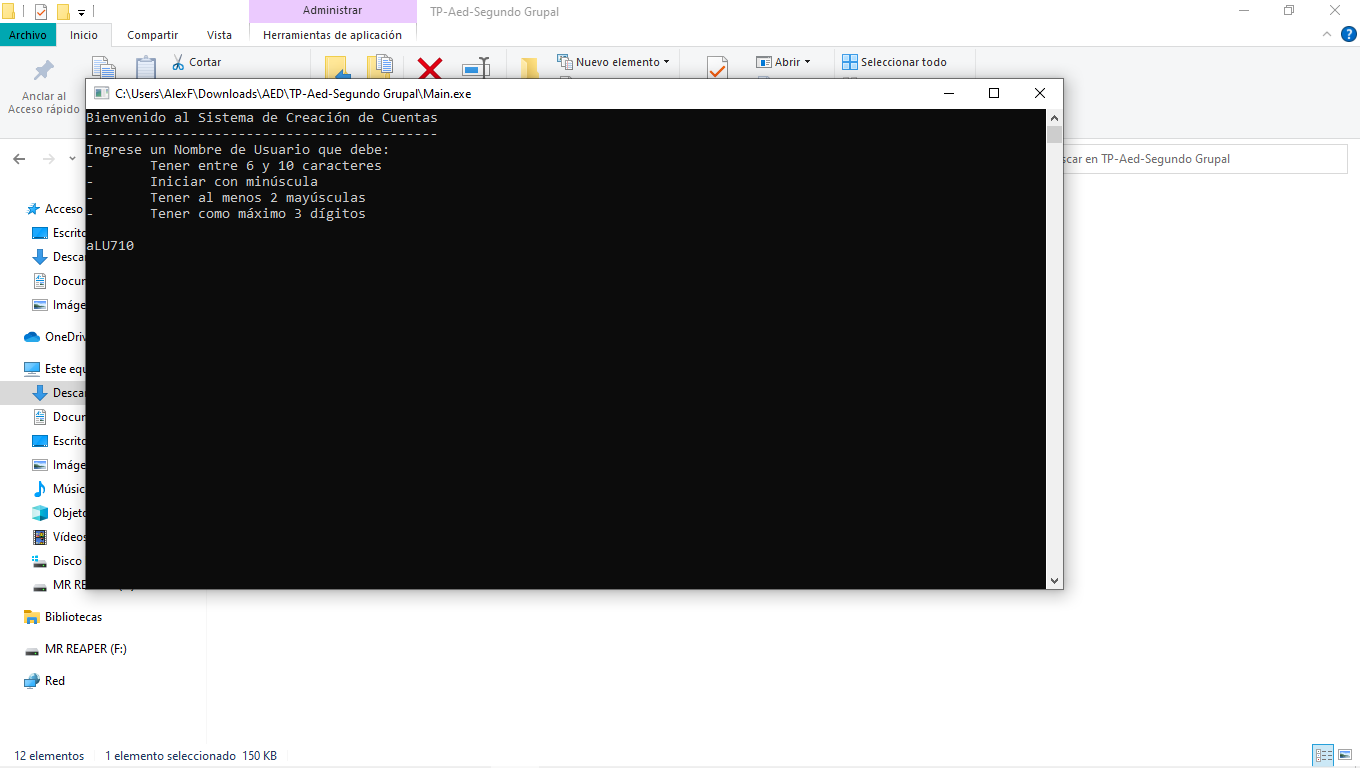 Administrar
TP-Aed-Segundo Grupal
Archivo
Inicio
Compartir
Vista
Herramientas de aplicación
Anclar al
Acceso rápido
Cortar
Nuevo elemento
Abrir
Seleccionar todo
C:\Users\AlexF\Downloads\AED\TP-Aed-Segundo Grupal\Main.exe
Bienvenido al Sistema de Creación de Cuentas
--------------------------------------------
Ingrese un Nombre de Usuario que debe:
- Tener entre 6 y 10 caracteres
- Iniciar con minúscula
- Tener al menos 2 mayúsculas
- Tener como máximo 3 dígitos
aLU710
scar en TP-Aed-Segundo Grupal
Acceso
Escrito
Desca
Docur
Imáge
OneDriv
Este equ
Desca
Docur
Escrito
Imáge
Músic
Objeto
Vídeos
Disco
MR RE
Bibliotecas
MR REAPER (F:)
Red
12 elementos
1 elemento seleccionado 150 KB